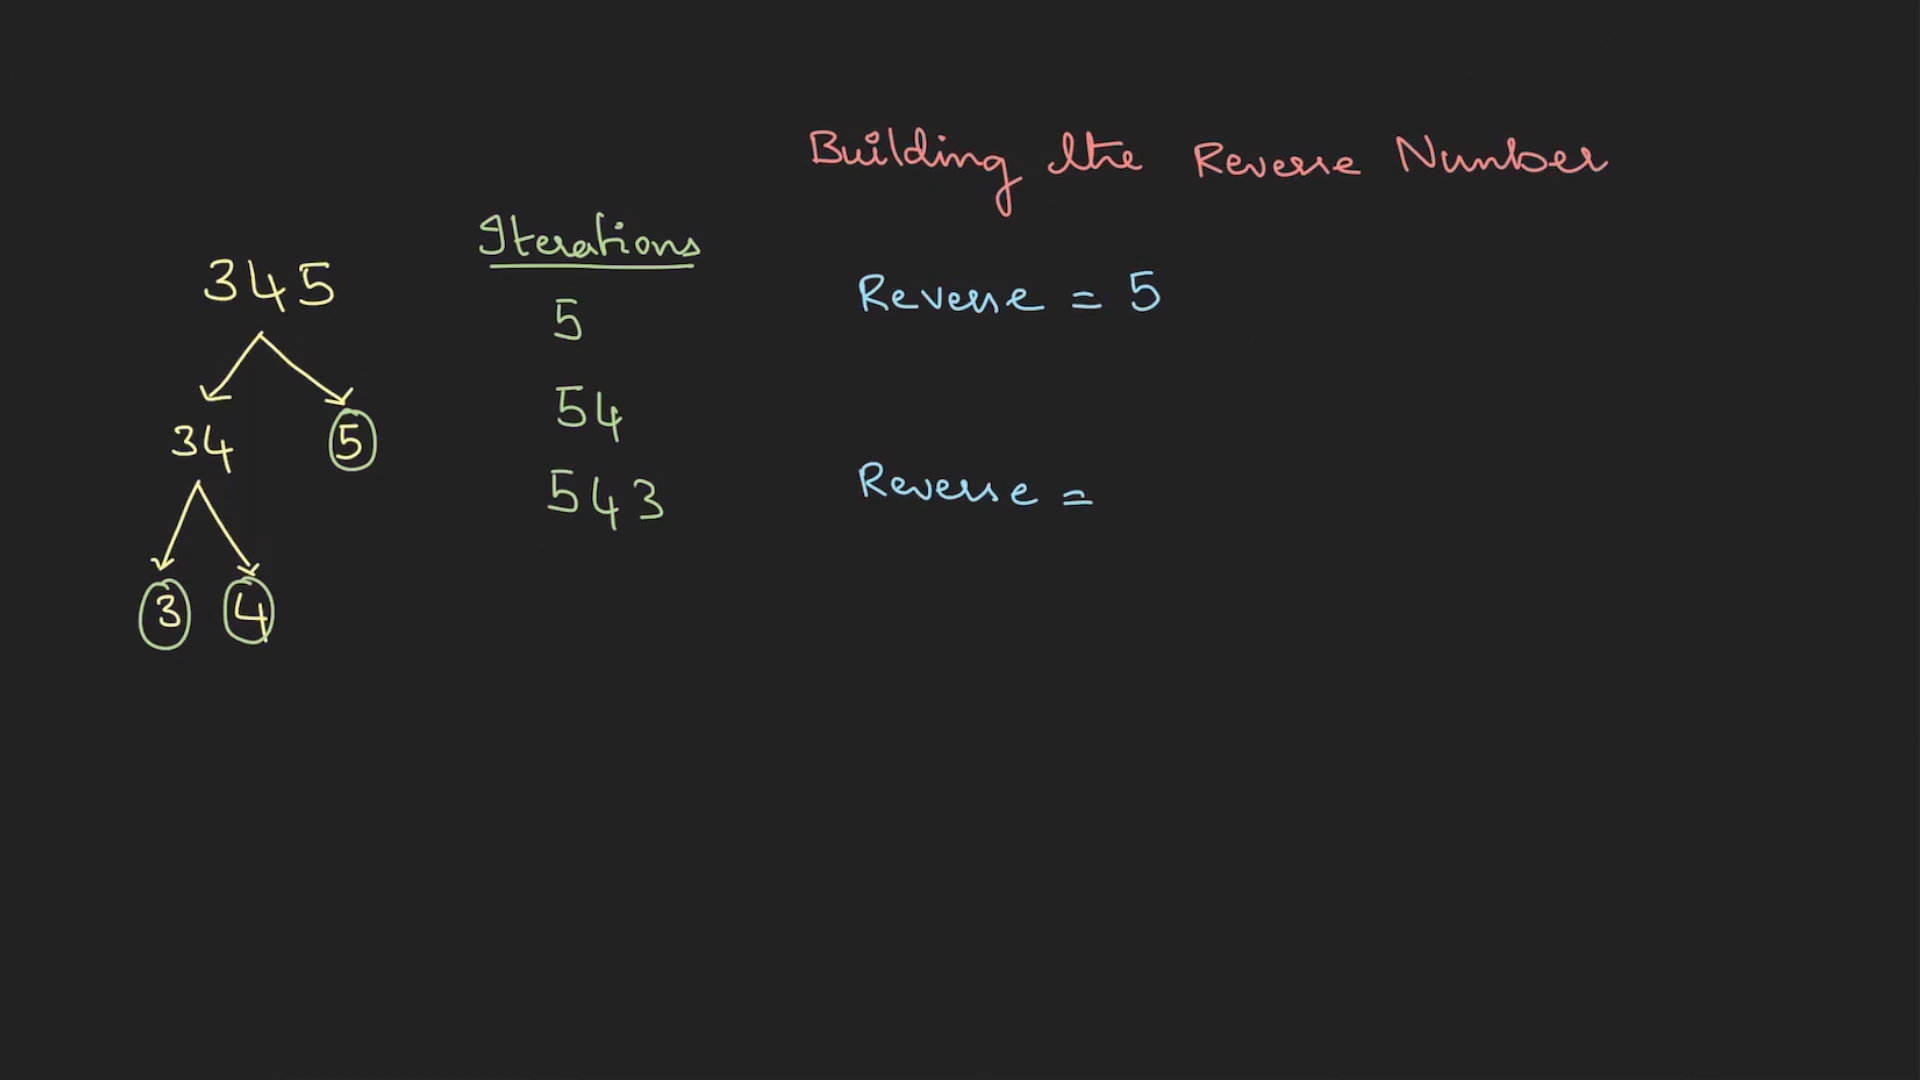 Building the Reverse Number
Iterations
345
5
Reverse = 5
54
34
5
543
Reverse =
3
4